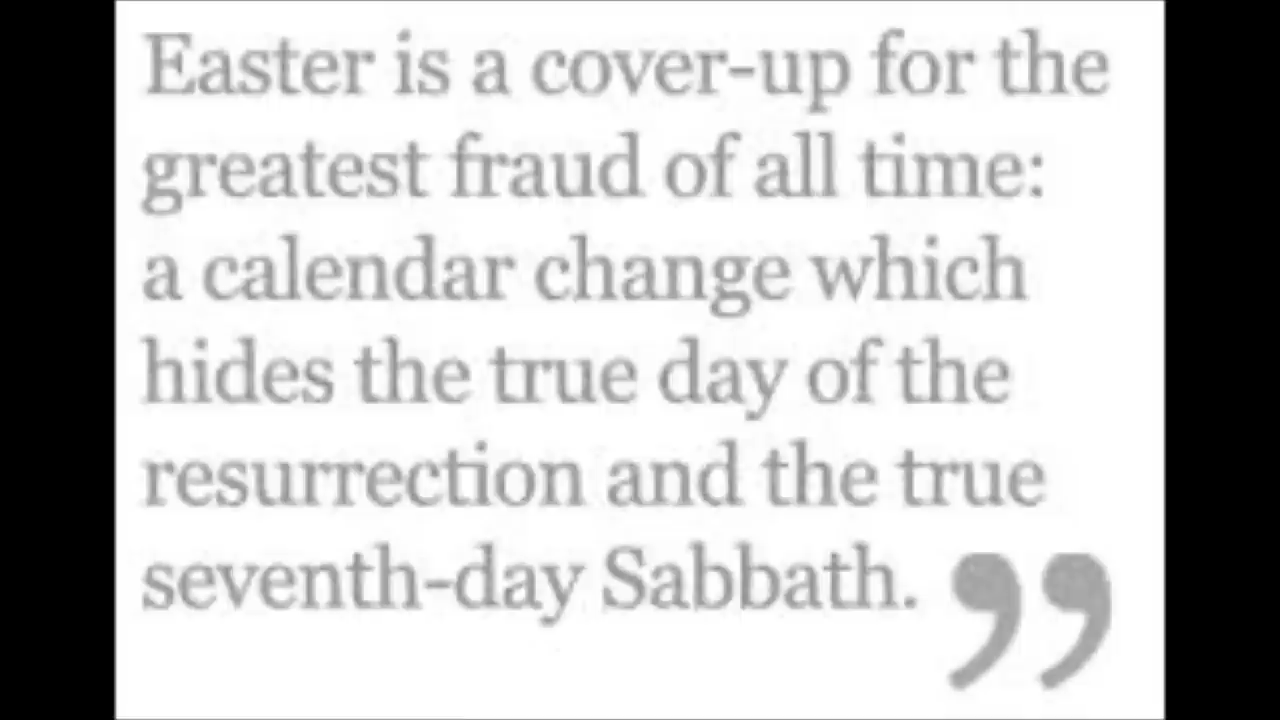 Easter is a cover-up for the
greatest fraud of all time:
a calendar change which
hides the true day of the
resurrection and the true
seventh-day Sabbath. ”